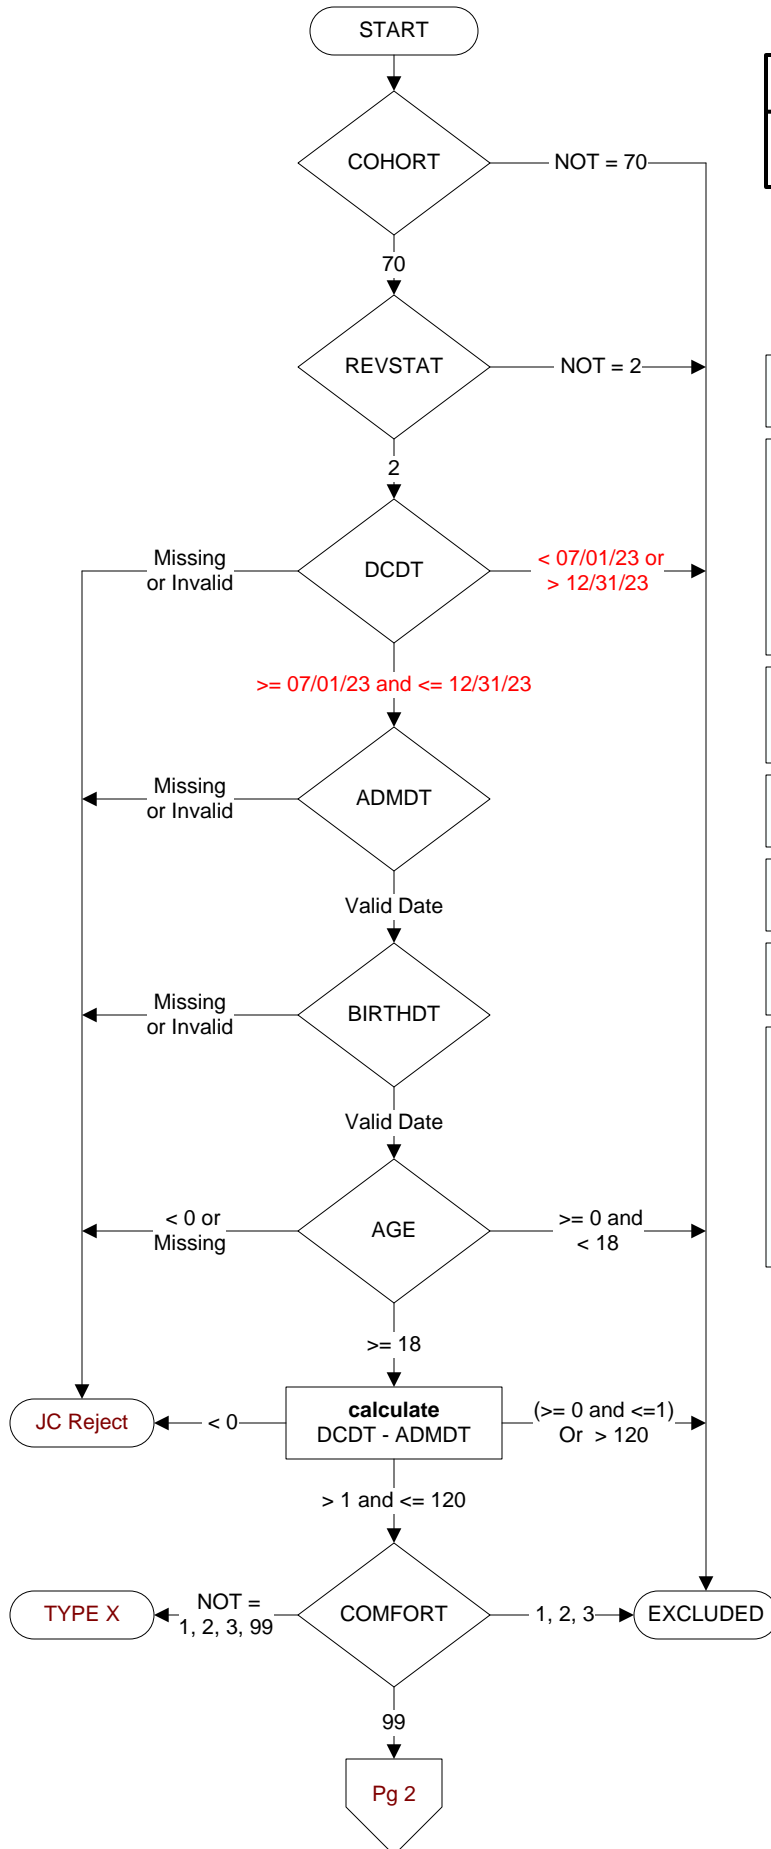 START
COHORT
NOT = 70
70
REVSTAT
NOT = 2
2
Missing
or Invalid
DCDT
< 07/01/23 or
> 12/31/23
>= 07/01/23 and <= 12/31/23
Missing
or Invalid
ADMDT
Valid Date
Missing
or Invalid
BIRTHDT
Valid Date
< 0 or
Missing
AGE
>= 0 and
< 18
>= 18
JC Reject
< 0
calculate
DCDT - ADMDT
(>= 0 and <=1)
Or > 120
> 1 and <= 120
TYPE X
NOT =
1, 2, 3, 99
COMFORT
1, 2, 3
EXCLUDED
99
Pg 2